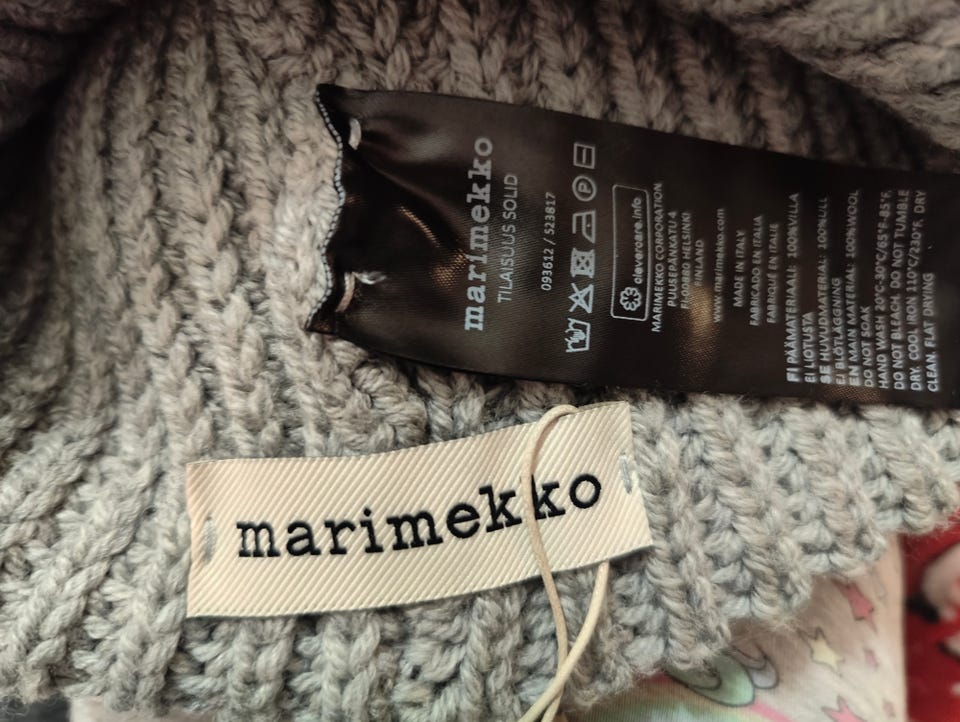 marimekko
TILAISUUS SOLID
093612 / 523817
P
clevercare.info
MARIMEKKO CORPORATION
PUUSEPÄNKATU 4
FI-00880 HELSINKI
FINLAND
www.marimekko.com
MADE IN ITALY
FABRICADO EN ITALIA
FABRIQUÉ EN ITALIE
FI PÄÄMATERIAALI: 100%VILLA
EI LIOTUSTA
SE HUVUDMATERIAL: 100%ULL
EJ BLÖTLÄGGNING
EN MAIN MATERIAL: 100%WOOL
DO NOT SOAK
HAND WASH 20°C-30°C/65°F-85°F.
DO NOT BLEACH. DO NOT TUMBLE
DRY. COOL IRON 110°C/230°F. DRY
CLEAN. FLAT DRYING
marimekko